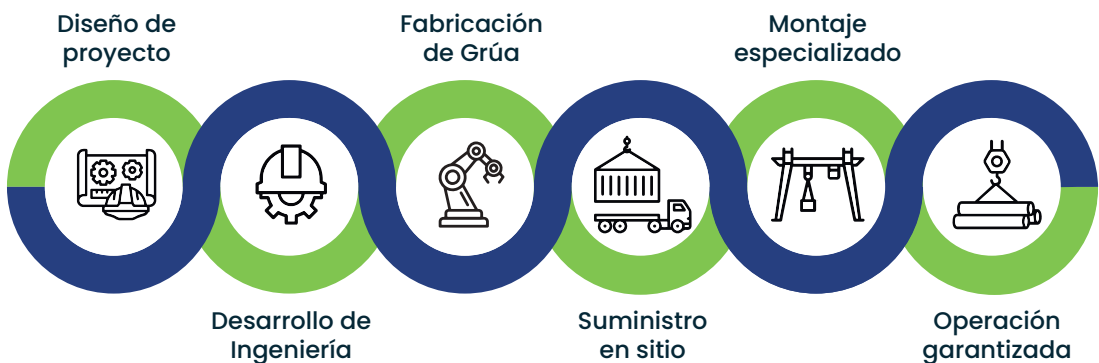 Diseño de
proyecto
Desarrollo de
Ingeniería
Fabricación
de Grúa
Suministro
en sitio
Montaje
especializado
Operación
garantizada